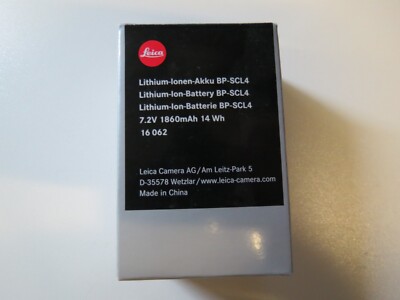 Leica
Lithium-Ionen-Akku BP-SCL4
Lithium-Ion-Battery BP-SCL4
Lithium-Ion-Batterie BP-SCL4
7.2V 1860mAh 14 Wh
16 062
Leica Camera AG/Am Leitz-Park 5
D-35578 Wetzlar/www.leica-camera.com
Made in China